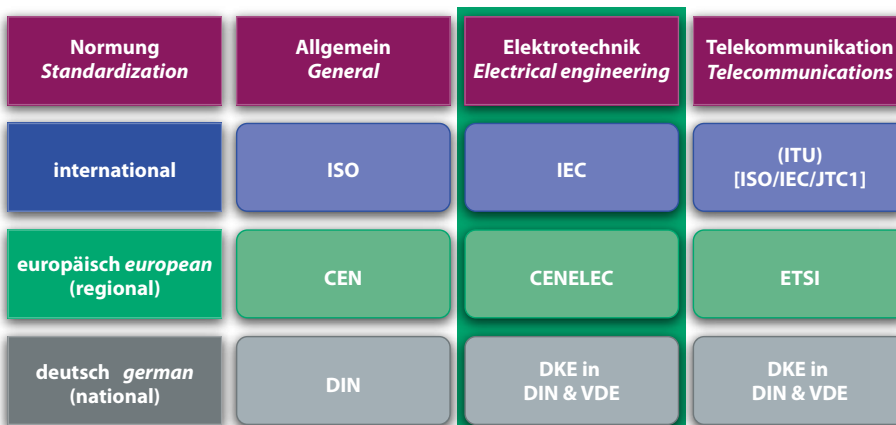 Normung
Standardization
Allgemein
General
Elektrotechnik
Electrical engineering
Telekommunikation
Telecommunications
international
ISO
IEC
(ITU)
[ISO/IEC/JTC1]
europäisch european
(regional)
CEN
CENELEC
ETSI
deutsch german
(national)
DIN
DKE in
DIN & VDE
DKE in
DIN & VDE